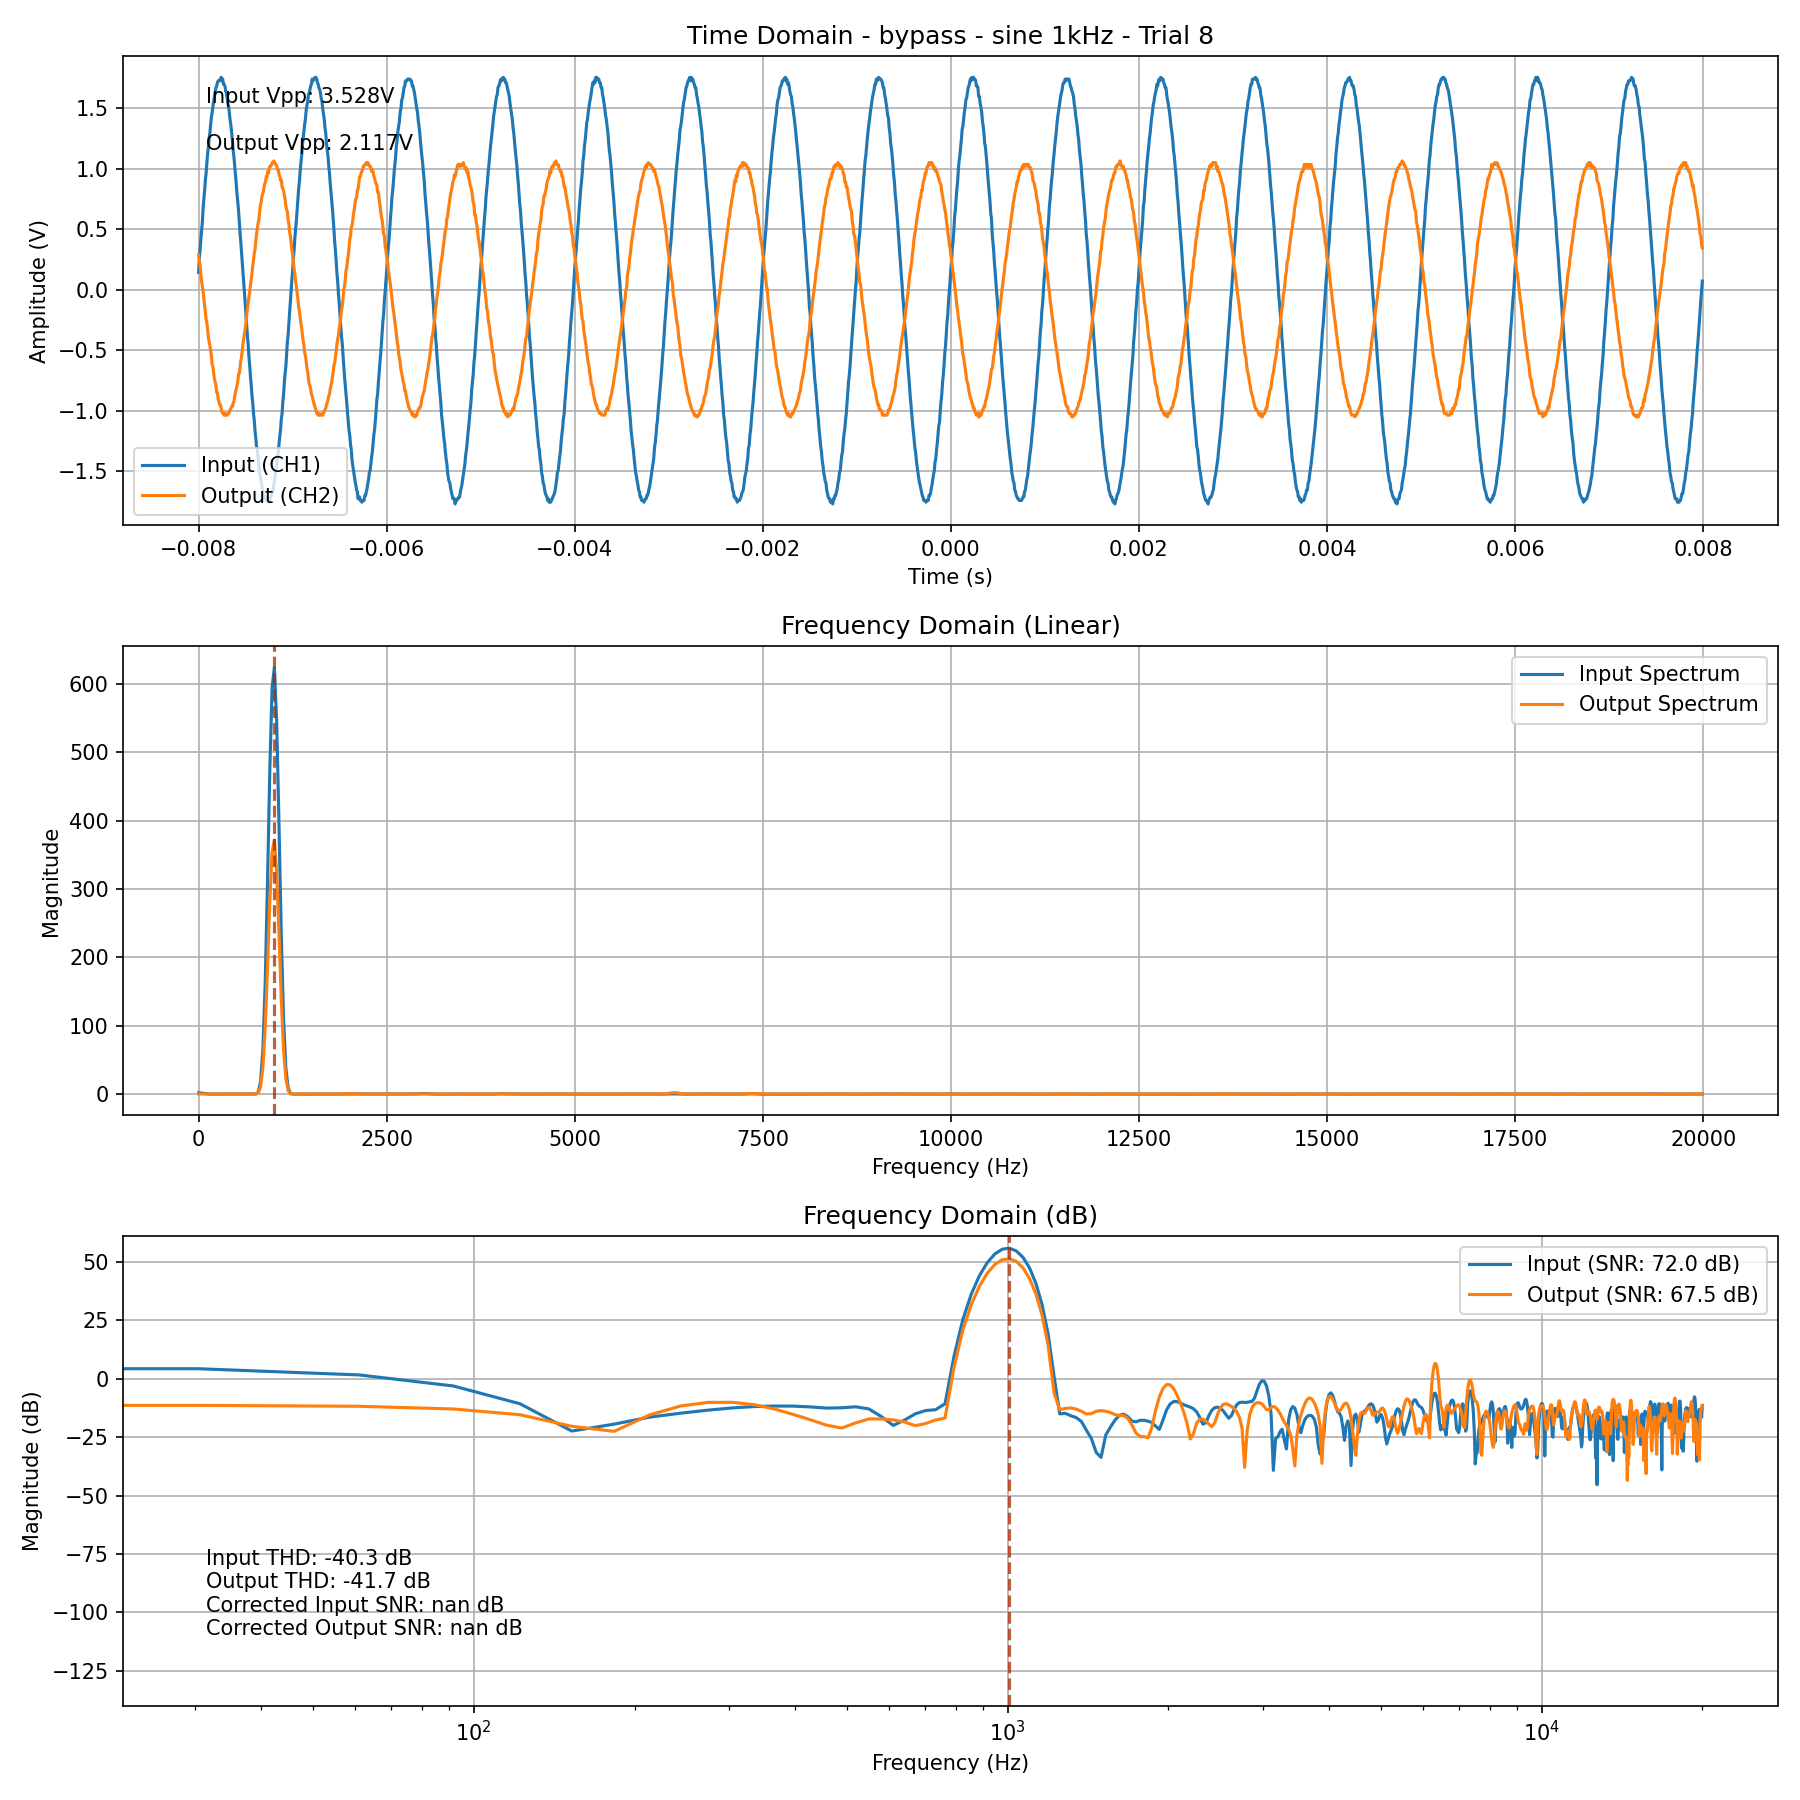 Time Domain - bypass - sine 1kHz - Trial 8
Input Vpp: 3.528V
Output Vpp: 2.117V
1.5
1.0
0.5
0.0
−0.5
−1.0
−1.5
Amplitude (V)
Input (CH1)
Output (CH2)
−0.008 −0.006 −0.004 −0.002 0.000 0.002 0.004 0.006 0.008
Time (s)
Frequency Domain (Linear)
Input Spectrum
Output Spectrum
600
500
400
300
200
100
0
Magnitude
0 2500 5000 7500 10000 12500 15000 17500 20000
Frequency (Hz)
Frequency Domain (dB)
Input (SNR: 72.0 dB)
Output (SNR: 67.5 dB)
50
25
0
−25
−50
−75
−100
−125
Magnitude (dB)
Input THD: -40.3 dB
Output THD: -41.7 dB
Corrected Input SNR: nan dB
Corrected Output SNR: nan dB
10² 10³ 10⁴
Frequency (Hz)